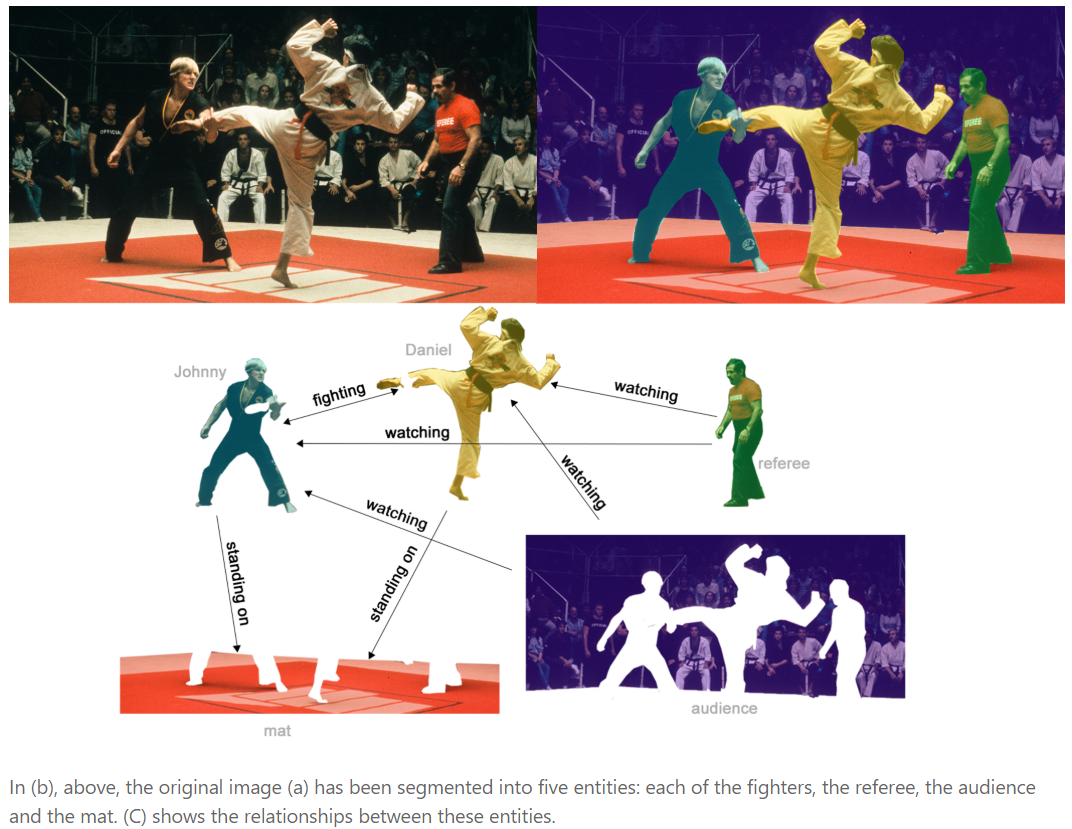 OFFICIAL
REFEREE
OFFICIAL
REFEREE
Daniel
Johnny
fighting
watching
watching
referee
watching
watching
standing on
standing on
audience
mat
In (b), above, the original image (a) has been segmented into five entities: each of the fighters, the referee, the audience
and the mat. (C) shows the relationships between these entities.